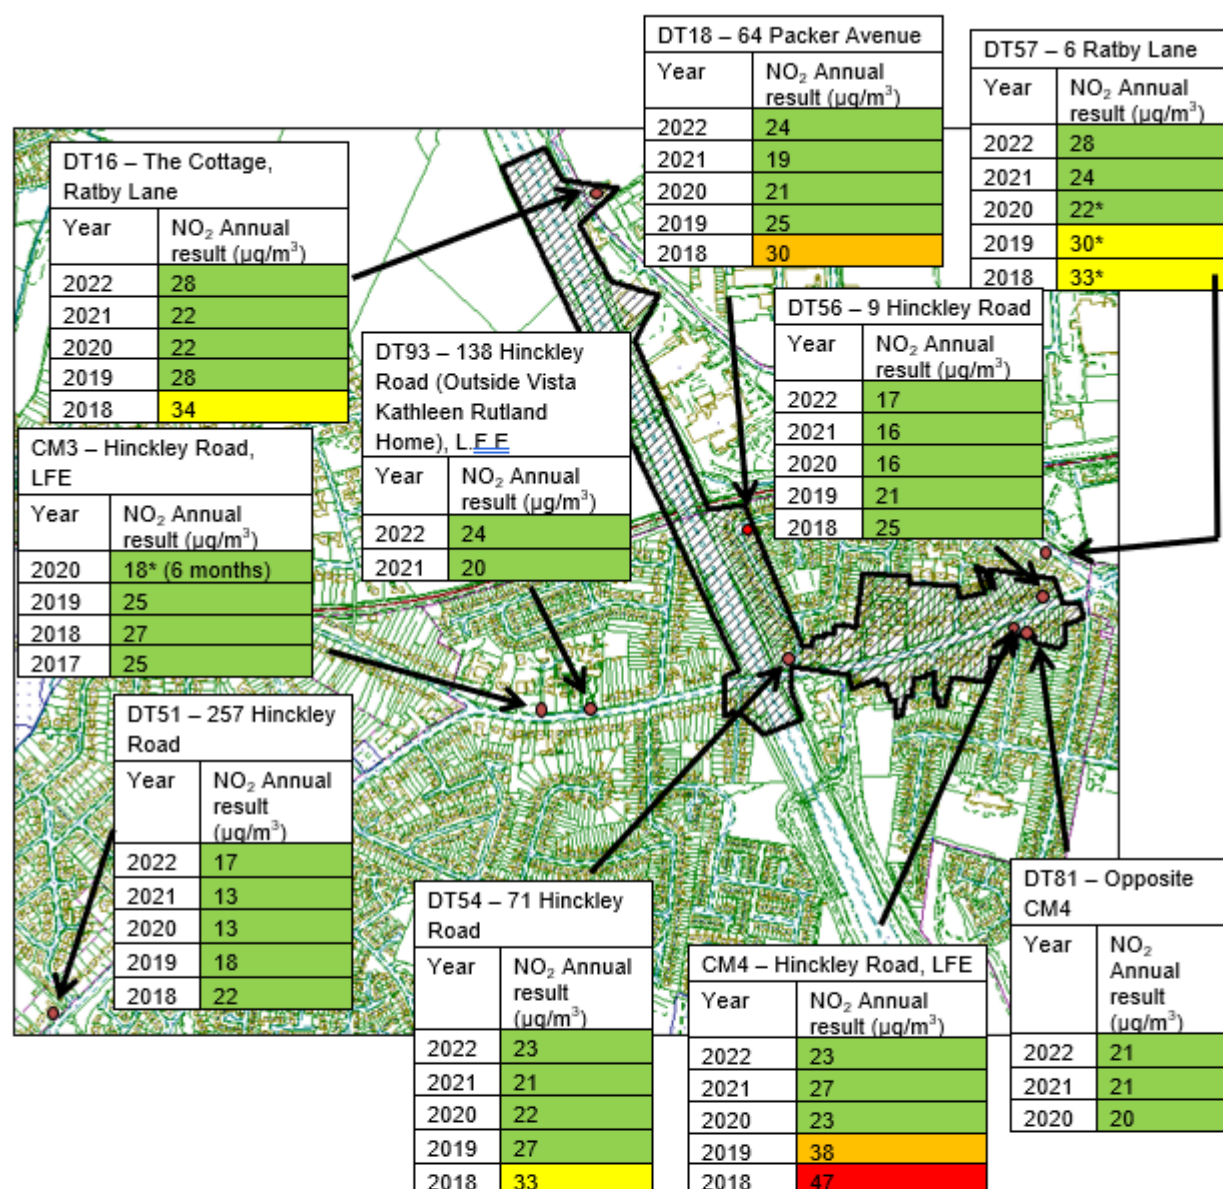 DT18 – 64 Packer Avenue
Year NO₂ Annual
result (µg/m³)
2022 24
2021 19
2020 21
2019 25
2018 30
DT57 – 6 Ratby Lane
Year NO₂ Annual
result (µg/m³)
2022 28
2021 24
2020 22*
2019 30*
2018 33*
DT16 – The Cottage,
Ratby Lane
Year NO₂ Annual
result (µg/m³)
2022 28
2021 22
2020 22
2019 28
2018 34
DT56 – 9 Hinckley Road
Year NO₂ Annual
result (µg/m³)
2022 17
2021 16
2020 16
2019 21
2018 25
DT93 – 138 Hinckley
Road (Outside Vista
Kathleen Rutland
Home), L.F E
Year NO₂ Annual
result (µg/m³)
2022 24
2021 20
CM3 – Hinckley Road,
LFE
Year NO₂ Annual
result (µg/m³)
2020 18* (6 months)
2019 25
2018 27
2017 25
DT51 – 257 Hinckley
Road
Year NO₂ Annual
result
(µg/m³)
2022 17
2021 13
2020 13
2019 18
2018 22
DT54 – 71 Hinckley
Road
Year NO₂ Annual
result
(µg/m³)
2022 23
2021 21
2020 22
2019 27
2018 33
CM4 – Hinckley Road, LFE
Year NO₂ Annual
result (µg/m³)
2022 23
2021 27
2020 23
2019 38
2018 47
DT81 – Opposite
CM4
Year NO₂
Annual
result
(µg/m³)
2022 21
2021 21
2020 20